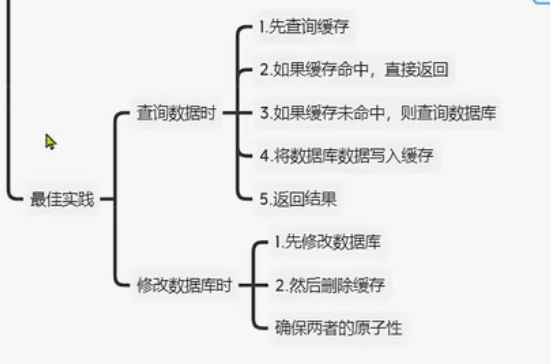 1.先查询缓存
2.如果缓存命中，直接返回
查询数据时
3.如果缓存未命中，则查询数据库
4.将数据库数据写入缓存
最佳实践
5.返回结果
1.先修改数据库
修改数据库时
2.然后删除缓存
确保两者的原子性